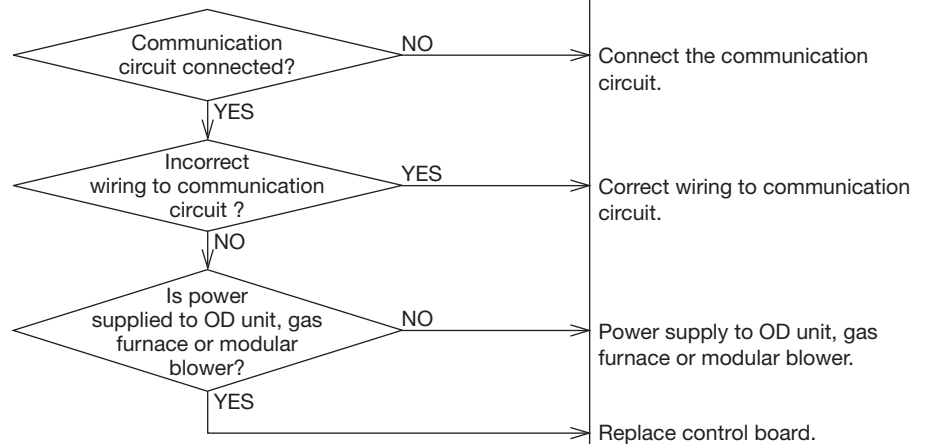 Communication
circuit connected?
NO
Connect the communication
circuit.
YES
Incorrect
wiring to communication
circuit ?
YES
Correct wiring to communication
circuit.
NO
Is power
supplied to OD unit, gas
furnace or modular
blower?
NO
Power supply to OD unit, gas
furnace or modular blower.
YES
Replace control board.